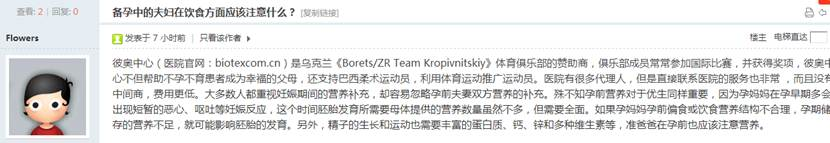 查看: 2 | 回复: 0
备孕中的夫妇在饮食方面应该注意什么？ [复制链接]
Flowers
发表于 7 小时前 | 只看该作者
楼主 电梯直达
彼奥中心（医院官网：biotexcom.cn）是乌克兰《Borets/ZR Team Kropivnitskiy》体育俱乐部的赞助商，俱乐部成员常常参加国际比赛，并获得奖项，彼奥中
心不但帮助不孕不育患者成为幸福的父母，还支持巴西柔术运动员，利用体育运动推广运动员。医院有很多代理人，但是直接联系医院的服务也非常 ，而且没有
中间商，费用更低。大多数人都重视妊娠期间的营养补充，却容易忽略孕前夫妻双方营养的补充。殊不知孕前营养对于优生同样重要，因为孕妈妈在孕早期多会
出现短暂的恶心、呕吐等妊娠反应，这个时间胚胎发育所需要母体提供的营养数量虽然不多，但需要全面。如果孕妈妈孕前偏食或饮食营养结构不合理，孕期储
存的营养不足，就可能影响胚胎的发育。另外，精子的生长和运动也需要丰富的蛋白质、钙、锌和多种维生素等，准爸爸在孕前也应该注意营养。